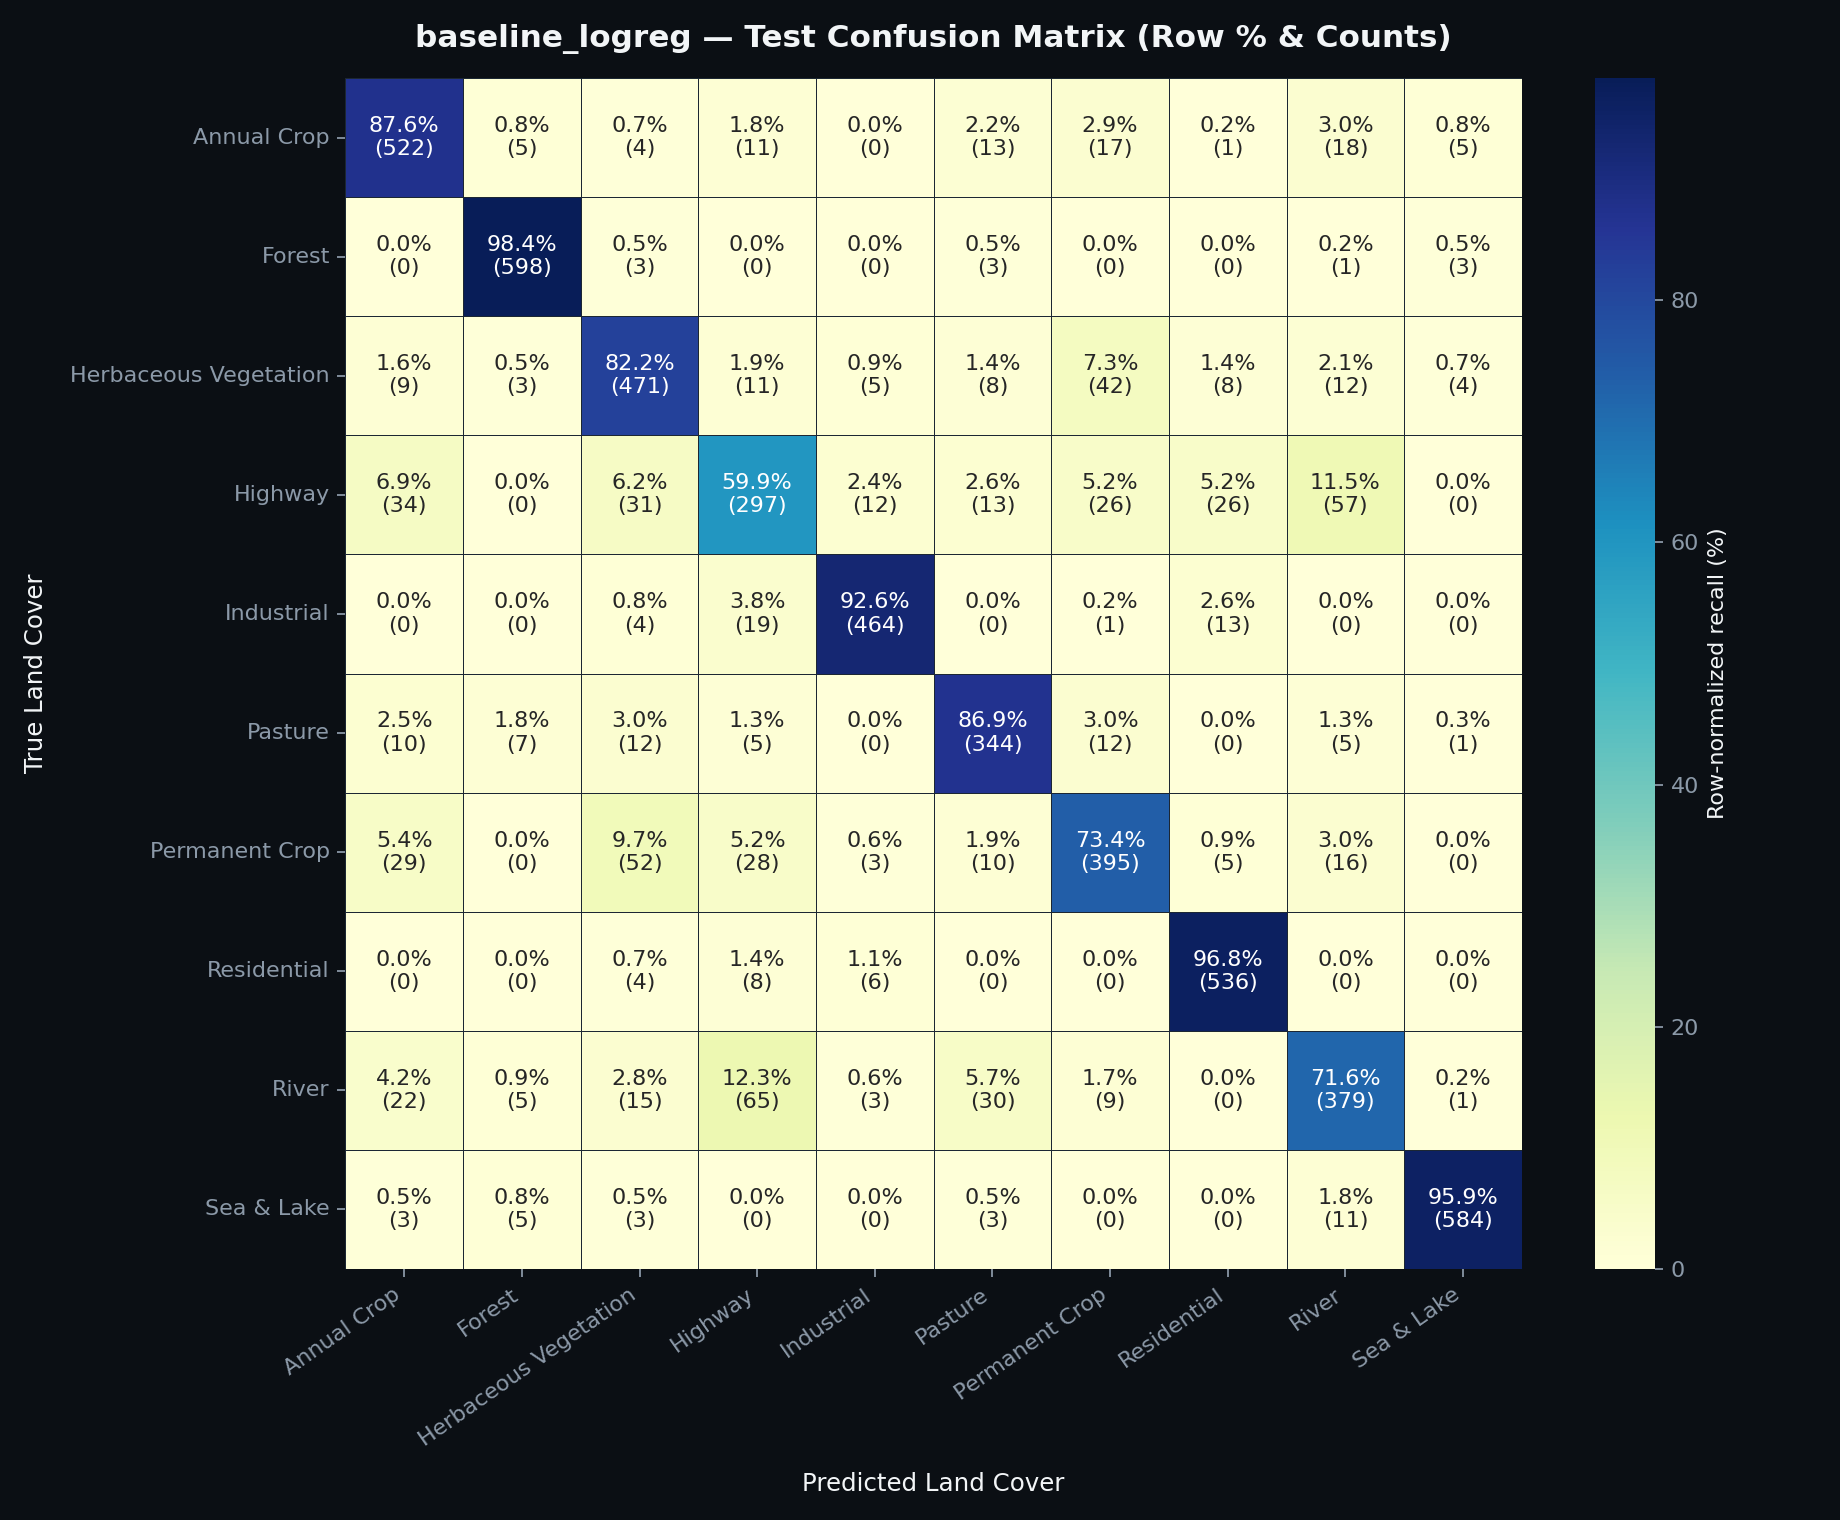 baseline_logreg — Test Confusion Matrix (Row % & Counts)
True Land Cover
Annual Crop
87.6% 0.8% 0.7% 1.8% 0.0% 2.2% 2.9% 0.2% 3.0% 0.8%
(522) (5) (4) (11) (0) (13) (17) (1) (18) (5)
Forest
0.0% 98.4% 0.5% 0.0% 0.0% 0.5% 0.0% 0.0% 0.2% 0.5%
(0) (598) (3) (0) (0) (3) (0) (0) (1) (3)
Herbaceous Vegetation
1.6% 0.5% 82.2% 1.9% 0.9% 1.4% 7.3% 1.4% 2.1% 0.7%
(9) (3) (471) (11) (5) (8) (42) (8) (12) (4)
Highway
6.9% 0.0% 6.2% 59.9% 2.4% 2.6% 5.2% 5.2% 11.5% 0.0%
(34) (0) (31) (297) (12) (13) (26) (26) (57) (0)
Industrial
0.0% 0.0% 0.8% 3.8% 92.6% 0.0% 0.2% 2.6% 0.0% 0.0%
(0) (0) (4) (19) (464) (0) (1) (13) (0) (0)
Pasture
2.5% 1.8% 3.0% 1.3% 0.0% 86.9% 3.0% 0.0% 1.3% 0.3%
(10) (7) (12) (5) (0) (344) (12) (0) (5) (1)
Permanent Crop
5.4% 0.0% 9.7% 5.2% 0.6% 1.9% 73.4% 0.9% 3.0% 0.0%
(29) (0) (52) (28) (3) (10) (395) (5) (16) (0)
Residential
0.0% 0.0% 0.7% 1.4% 1.1% 0.0% 0.0% 96.8% 0.0% 0.0%
(0) (0) (4) (8) (6) (0) (0) (536) (0) (0)
River
4.2% 0.9% 2.8% 12.3% 0.6% 5.7% 1.7% 0.0% 71.6% 0.2%
(22) (5) (15) (65) (3) (30) (9) (0) (379) (1)
Sea & Lake
0.5% 0.8% 0.5% 0.0% 0.0% 0.5% 0.0% 0.0% 1.8% 95.9%
(3) (5) (3) (0) (0) (3) (0) (0) (11) (584)
Annual Crop
Forest
Herbaceous Vegetation
Highway
Industrial
Pasture
Permanent Crop
Residential
River
Sea & Lake
Predicted Land Cover
80
60
40
20
0
Row-normalized recall (%)